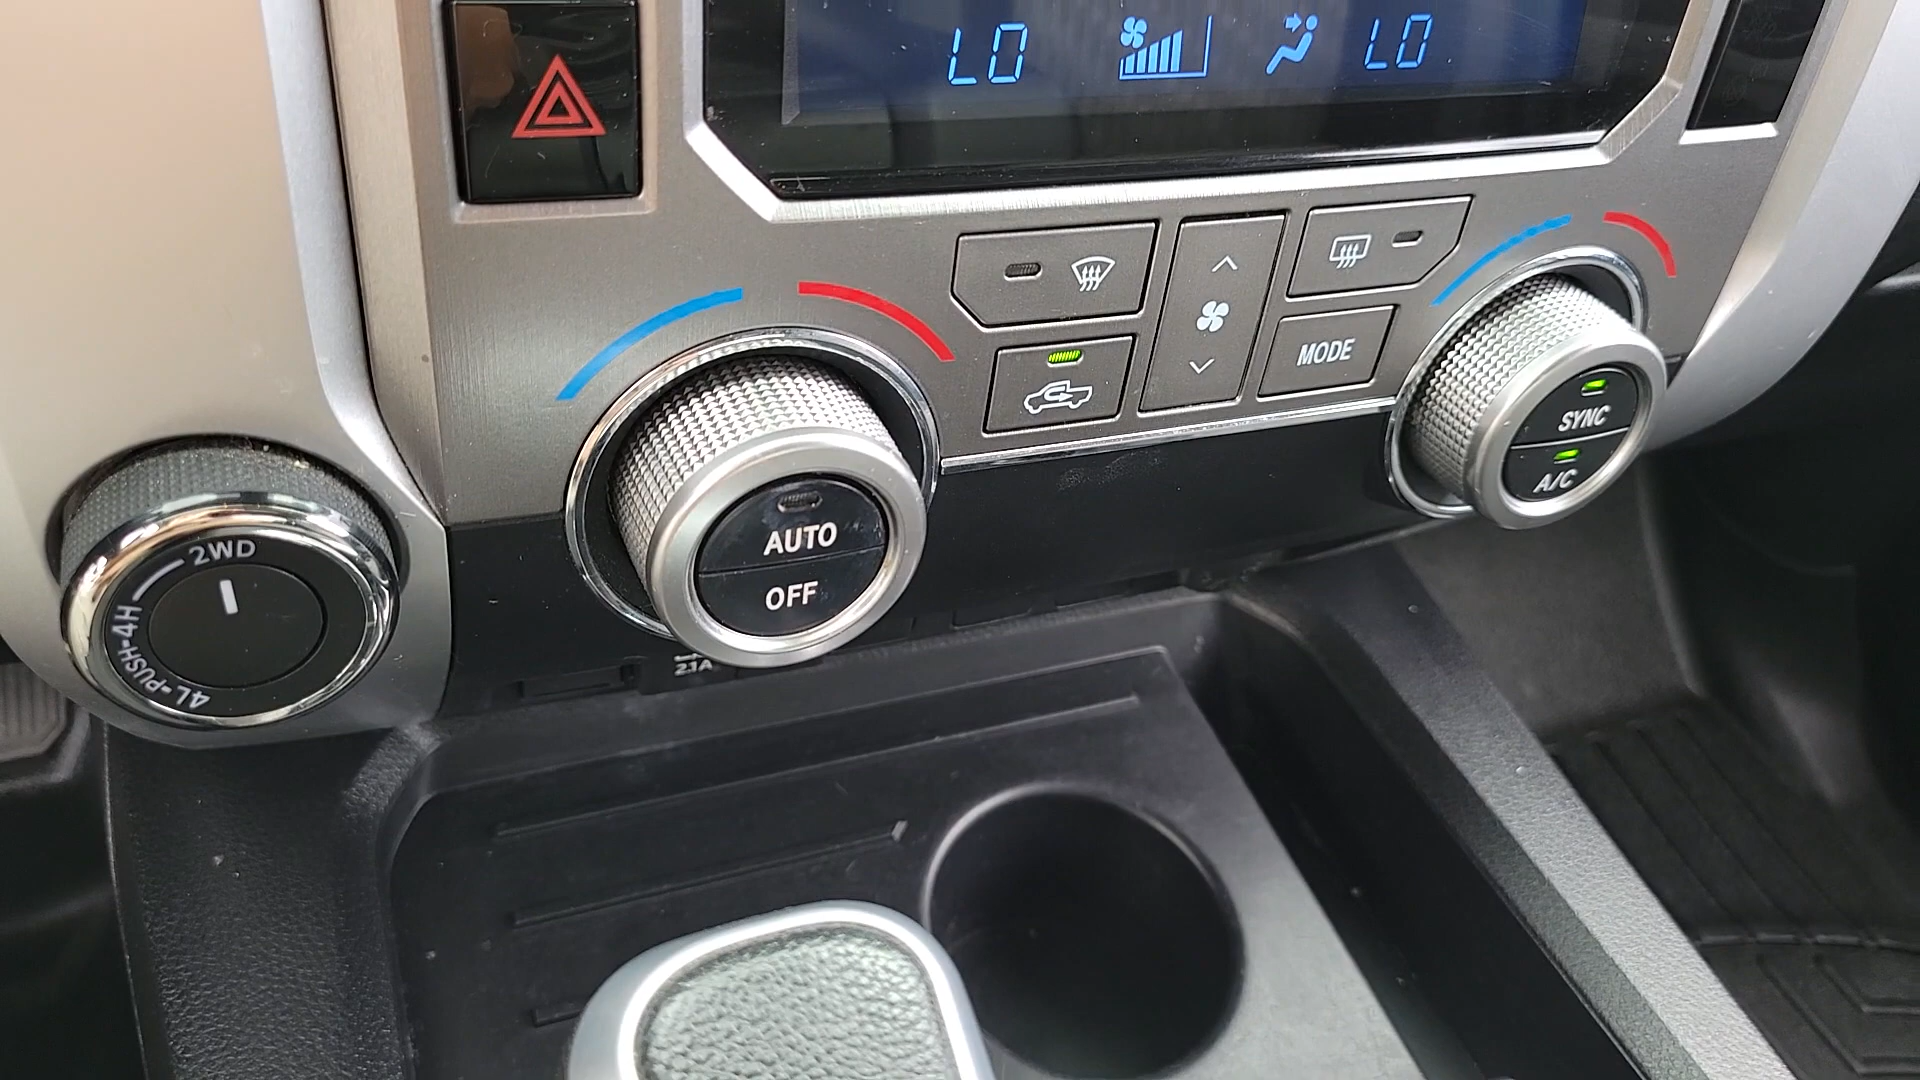 LO LO
MODE
SYNC
A/C
AUTO
OFF
2WD
4H
4L-PUSH-
2.1A